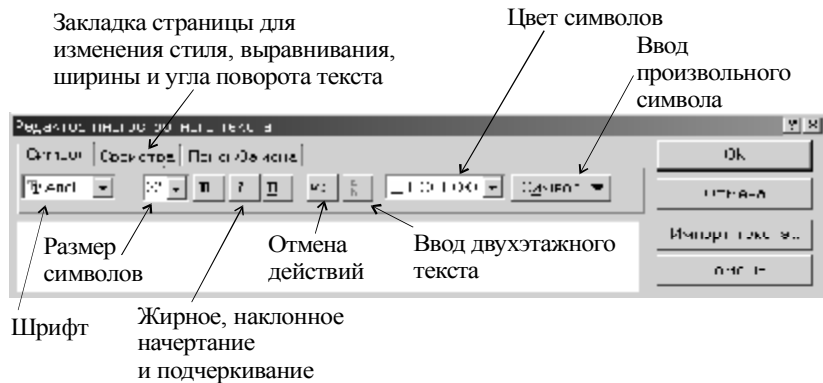 Закладка страницы для
изменения стиля, выравнивания,
ширины и угла поворота текста
Цвет символов
Ввод
произвольного
символа
Ok
Размер
символов
Отмена
действий
Ввод двухэтажного
текста
Шрифт
Жирное, наклонное
начертание
и подчеркивание